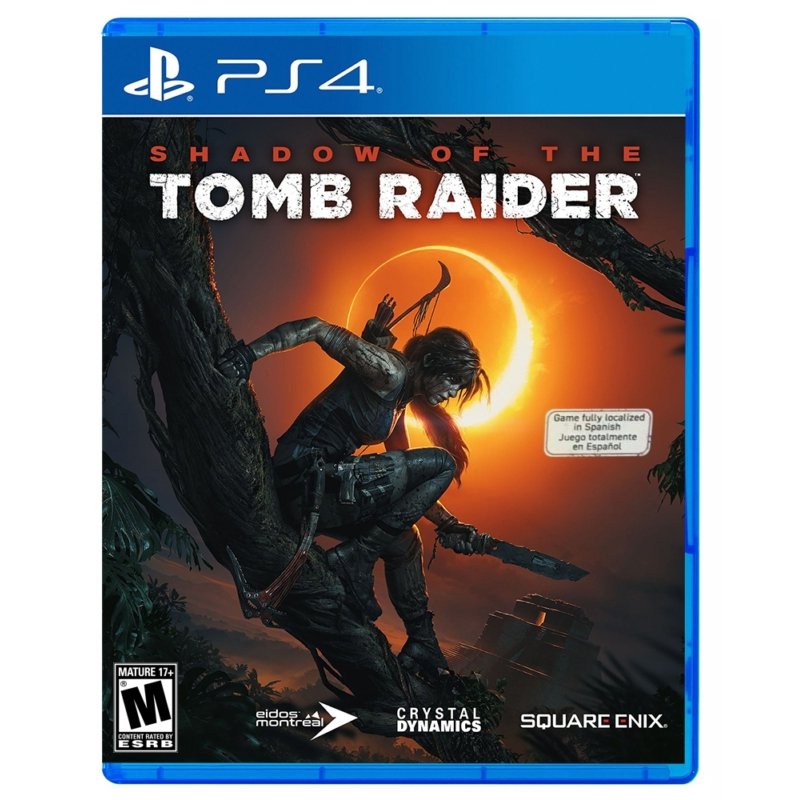 PS4
SHADOW OF THE
TOMB RAIDER™
Game fully localized
in Spanish
Juego totalmente
en Español
MATURE 17+
M
®
CONTENT RATED BY
ESRB
eidos
montréal
CRYSTAL
DYNAMICS
SQUARE ENIX®